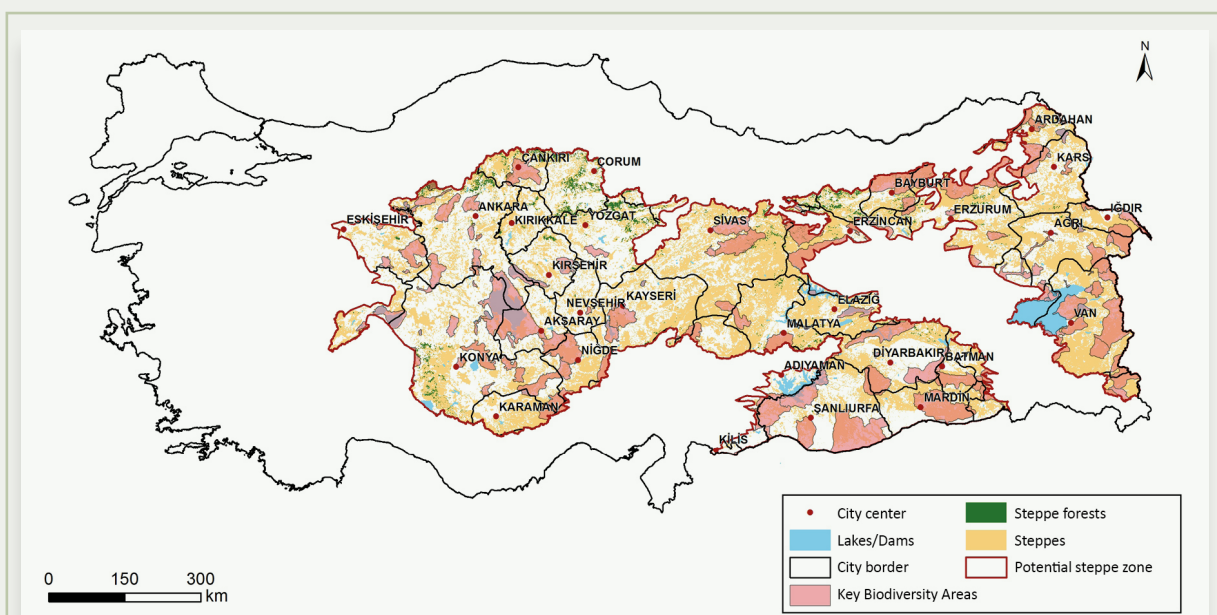 N
ARDAHAN
ÇANKIRI
ÇORUM
KARS
BAYBURT
ANKARA
ESKİŞEHİR
KIRIKKALE
YOZGAT
SİVAS
ERZİNCAN
ERZURUM
IĞDIR
AĞRI
KIRŞEHİR
NEVŞEHİR
KAYSERİ
ELAZIĞ
VAN
AKSARAY
MALATYA
KONYA
NİĞDE
DİYARBAKIR
BATMAN
ADIYAMAN
KARAMAN
ŞANLIURFA
MARDİN
KİLİS
City center
Steppe forests
Lakes/Dams
Steppes
City border
Potential steppe zone
Key Biodiversity Areas
0 150 300
km